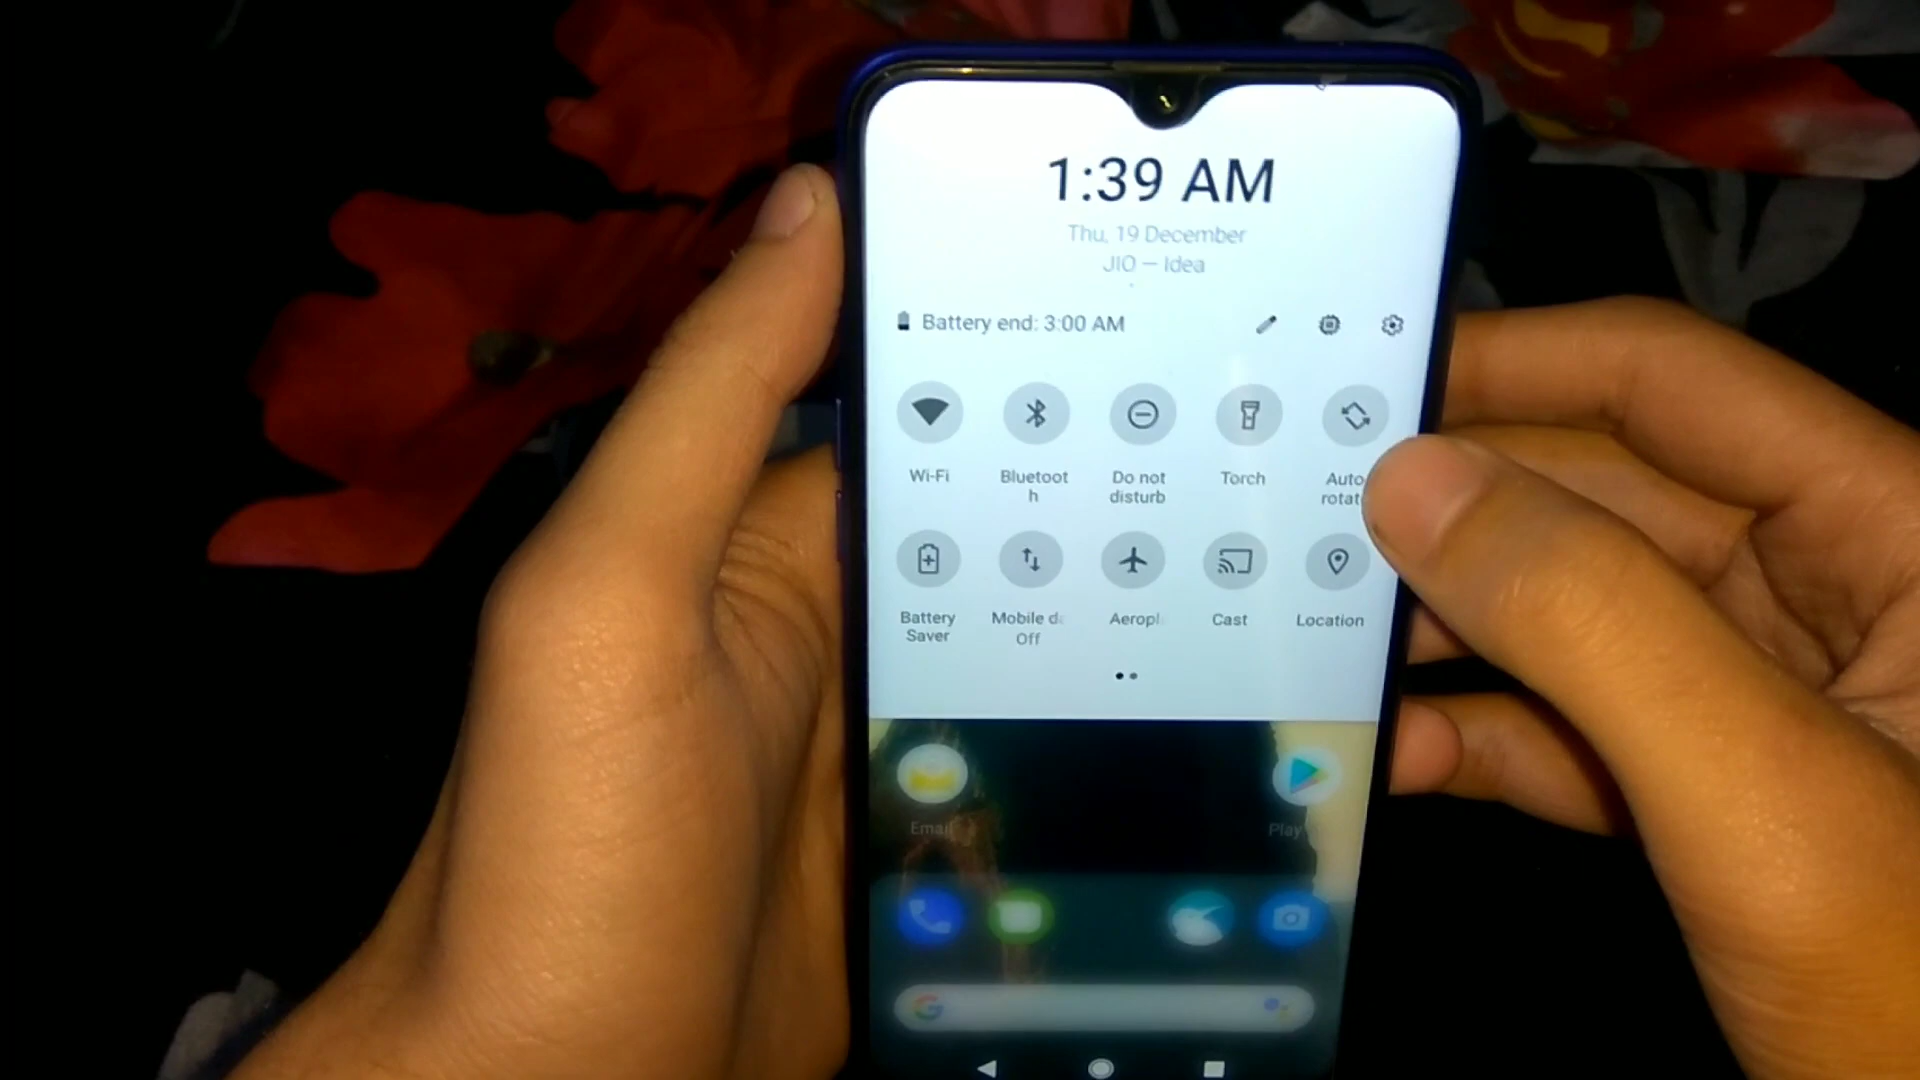 1:39 AM
Thu, 19 December
JIO — Idea
Battery end: 3:00 AM
Wi-Fi
Bluetoot
h
Do not
disturb
Torch
Auto
rotat
Battery
Saver
Mobile da
Off
Aeropl
Cast
Location
Email
Play
G